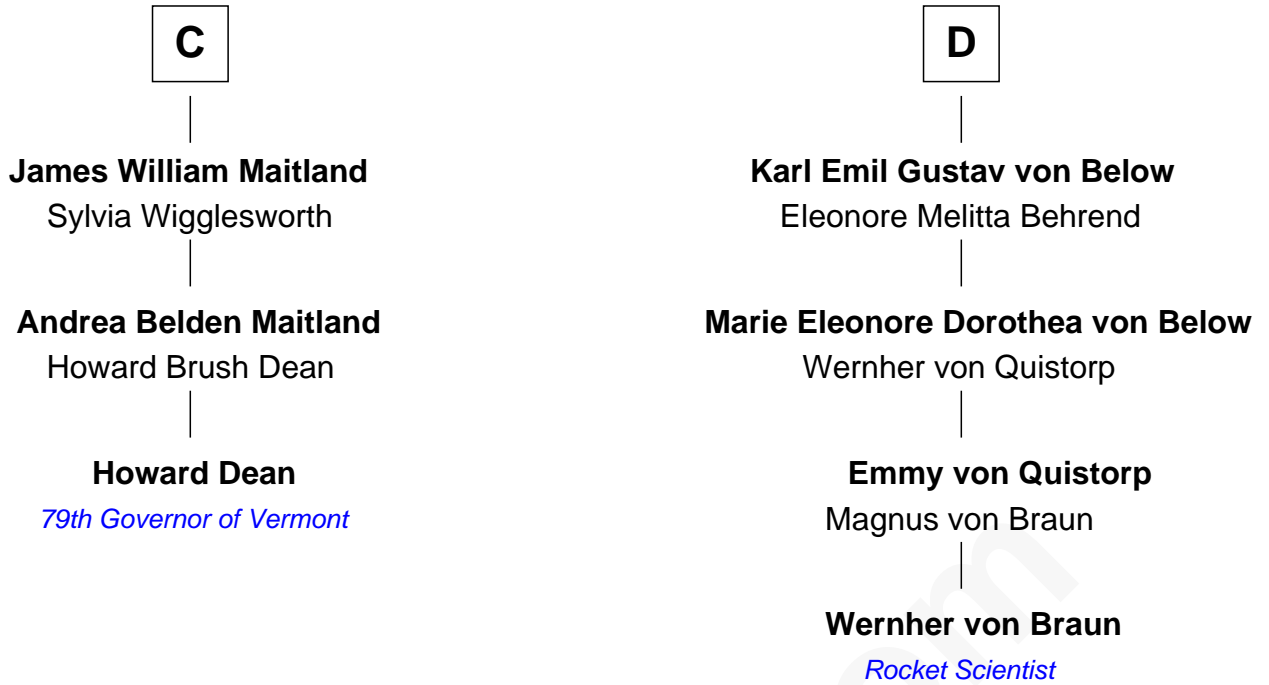 C
James William Maitland
Sylvia Wigglesworth
Andrea Belden Maitland
Howard Brush Dean
Howard Dean
79th Governor of Vermont
D
Karl Emil Gustav von Below
Eleonore Melitta Behrend
Marie Eleonore Dorothea von Below
Wernher von Quistorp
Emmy von Quistorp
Magnus von Braun
Wernher von Braun
Rocket Scientist